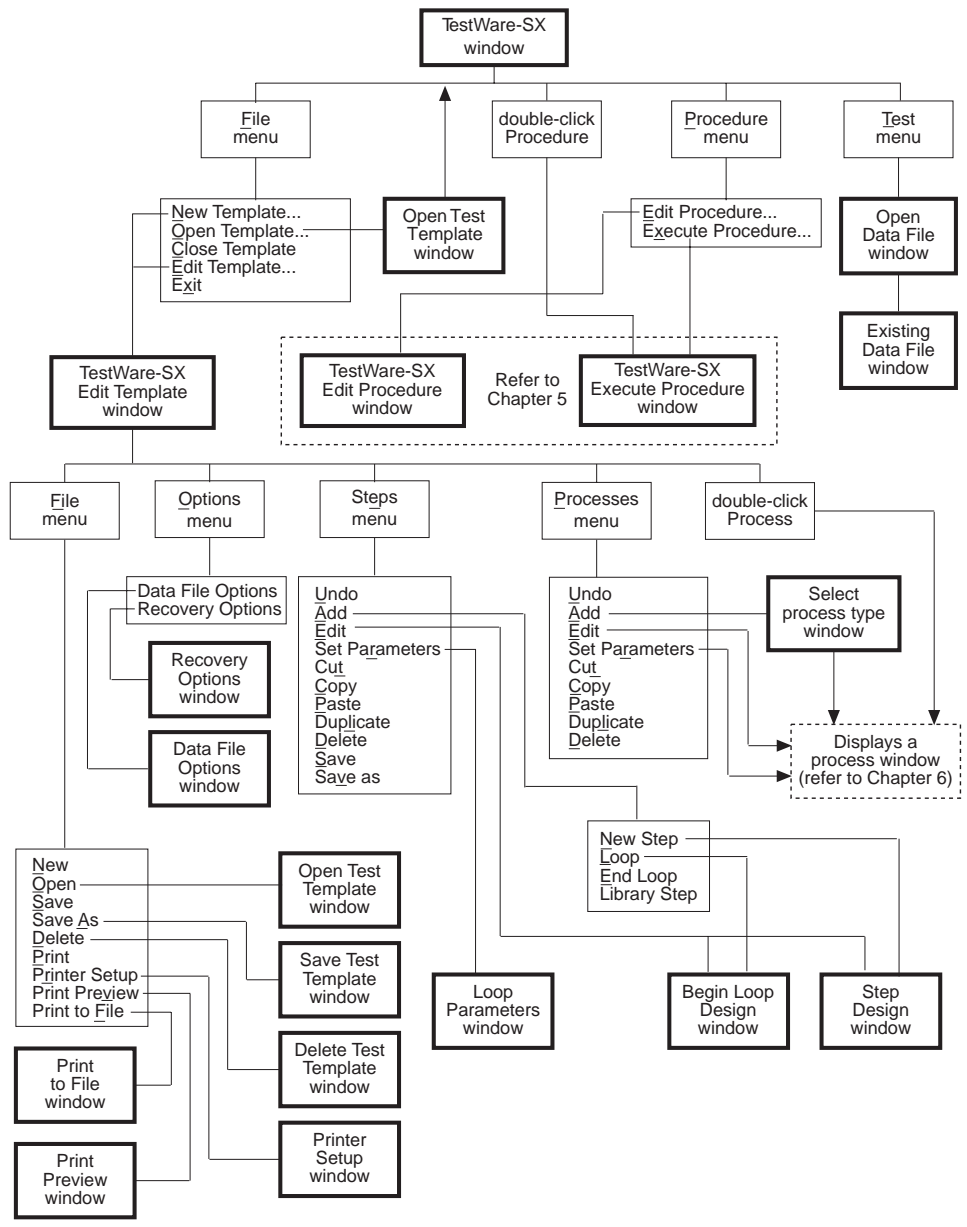 TestWare-SX
window
File
menu
double-click
Procedure
Procedure
menu
Test
menu
New Template...
Open Template...
Close Template
Edit Template...
Exit
Open Test
Template
window
Edit Procedure...
Execute Procedure...
Open
Data File
window
Existing
Data File
window
TestWare-SX
Edit Template
window
TestWare-SX
Edit Procedure
window
Refer to
Chapter 5
TestWare-SX
Execute Procedure
window
File
menu
Options
menu
Steps
menu
Processes
menu
double-click
Process
Data File Options
Recovery Options
Recovery
Options
window
Data File
Options
window
Undo
Add
Edit
Set Parameters
Cut
Copy
Paste
Duplicate
Delete
Save
Save as
Undo
Add
Edit
Set Parameters
Cut
Copy
Paste
Duplicate
Delete
Select
process type
window
Displays a
process window
(refer to Chapter 6)
New Step
Loop
End Loop
Library Step
New
Open
Save
Save As
Delete
Print
Printer Setup
Print Preview
Print to File
Open Test
Template
window
Save Test
Template
window
Delete Test
Template
window
Printer
Setup
window
Print
to File
window
Print
Preview
window
Loop
Parameters
window
Begin Loop
Design
window
Step
Design
window